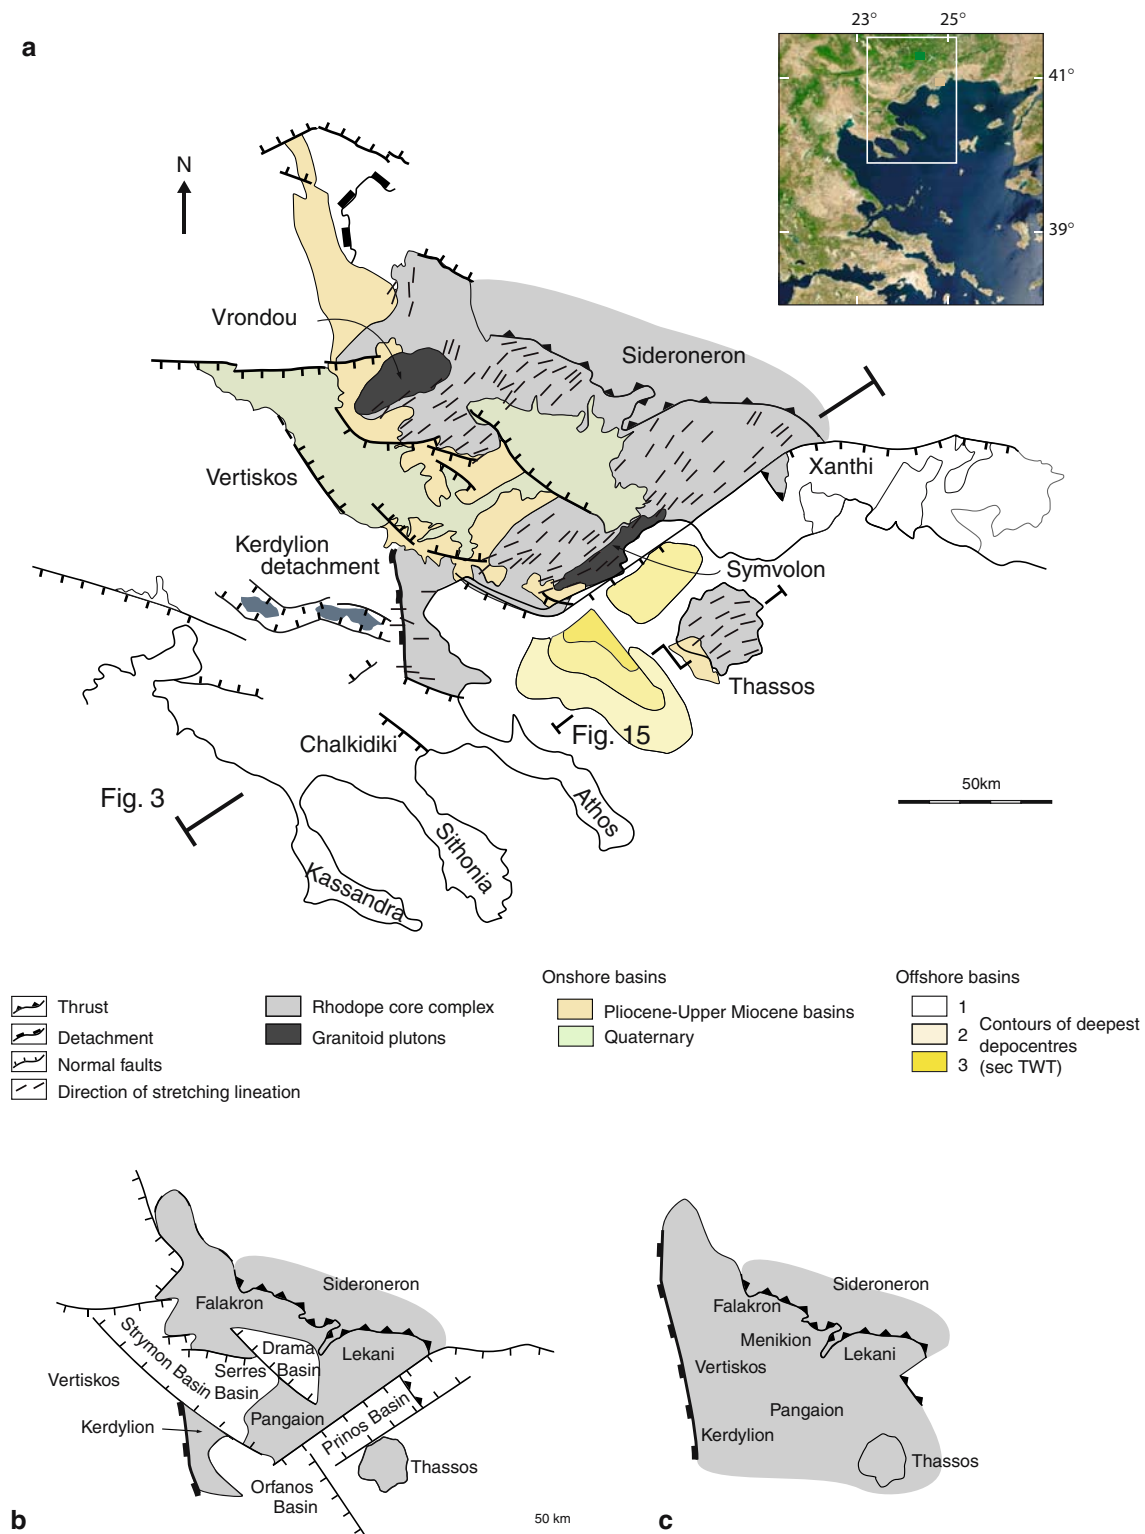 a
23°
25°
41°
39°
N
Vrondou
Sideroneron
Xanthi
Vertiskos
Kerdylion
detachment
Symvolon
Thassos
Fig. 15
Chalkidiki
Fig. 3
50km
Athos
Sithonia
Kassandra
Thrust
Detachment
Normal faults
Direction of stretching lineation
Rhodope core complex
Granitoid plutons
Onshore basins
Pliocene-Upper Miocene basins
Quaternary
Offshore basins
1
2
3
Contours of deepest
depocentres
(sec TWT)
Sideroneron
Falakron
Strymon Basin
Drama
Basin
Lekani
Serres
Basin
Vertiskos
Kerdylion
Pangaion
Prinos Basin
Orfanos
Basin
Thassos
b
50 km
Sideroneron
Falakron
Menikion
Lekani
Vertiskos
Pangaion
Kerdylion
Thassos
c